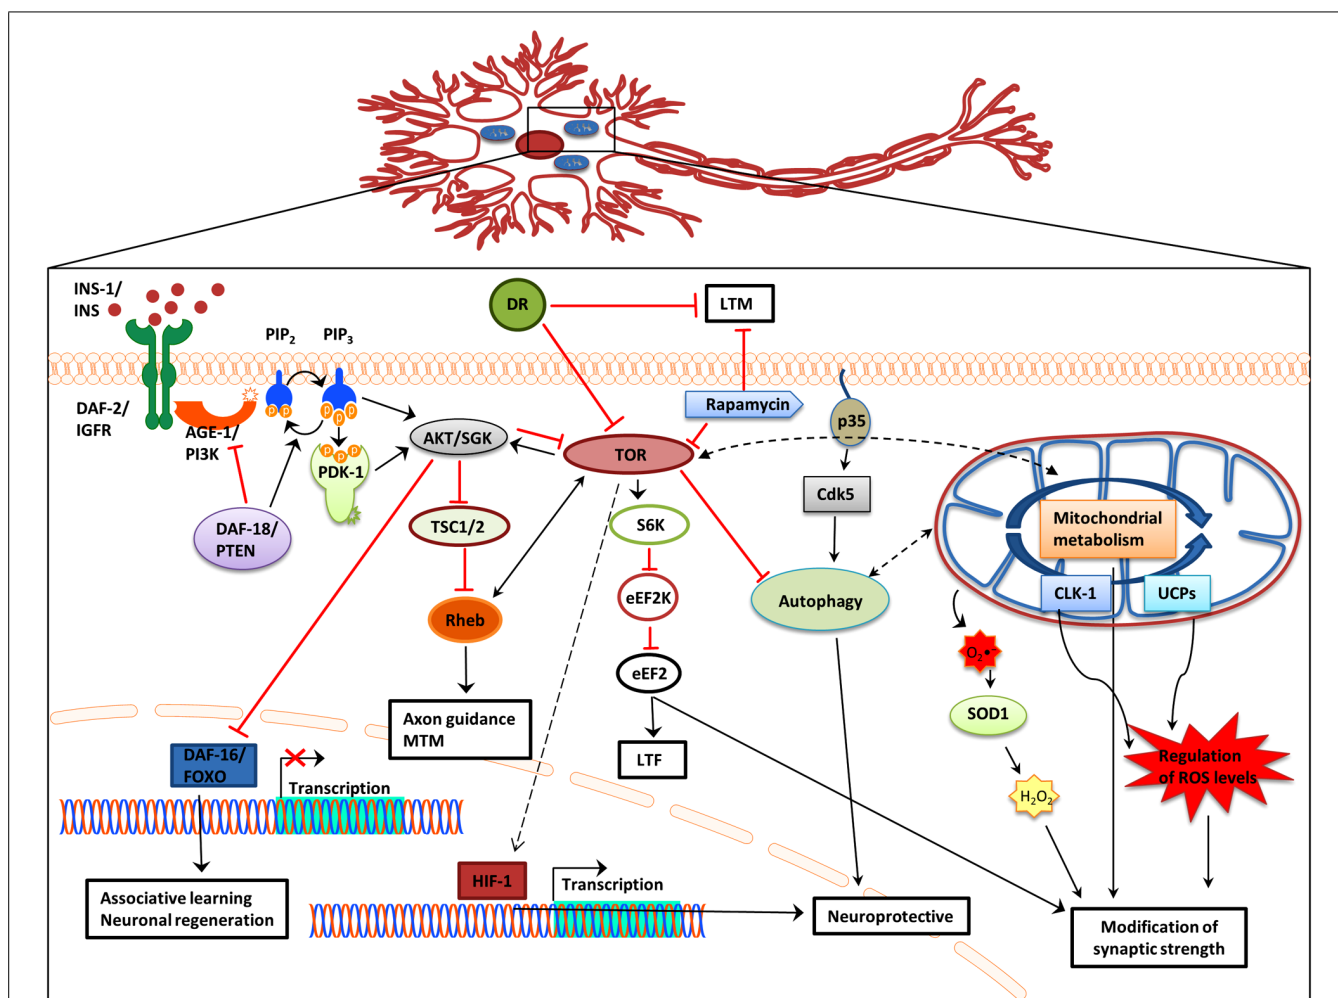 INS-1/
INS
DR
LTM
PIP2
PIP3
DAF-2/
IGFR
AGE-1/
PI3K
p
p
p
p
p
p
p
p
PDK-1
DAF-18/
PTEN
AKT/SGK
TSC1/2
Rheb
Axon guidance
MTM
TOR
Rapamycin
p35
Cdk5
S6K
eEF2K
eEF2
LTF
Autophagy
Mitochondrial
metabolism
CLK-1
UCPs
O2•
SOD1
H2O2
Regulation
of ROS levels
DAF-16/
FOXO
Transcription
Associative learning
Neuronal regeneration
HIF-1
Transcription
Neuroprotective
Modification of
synaptic strength